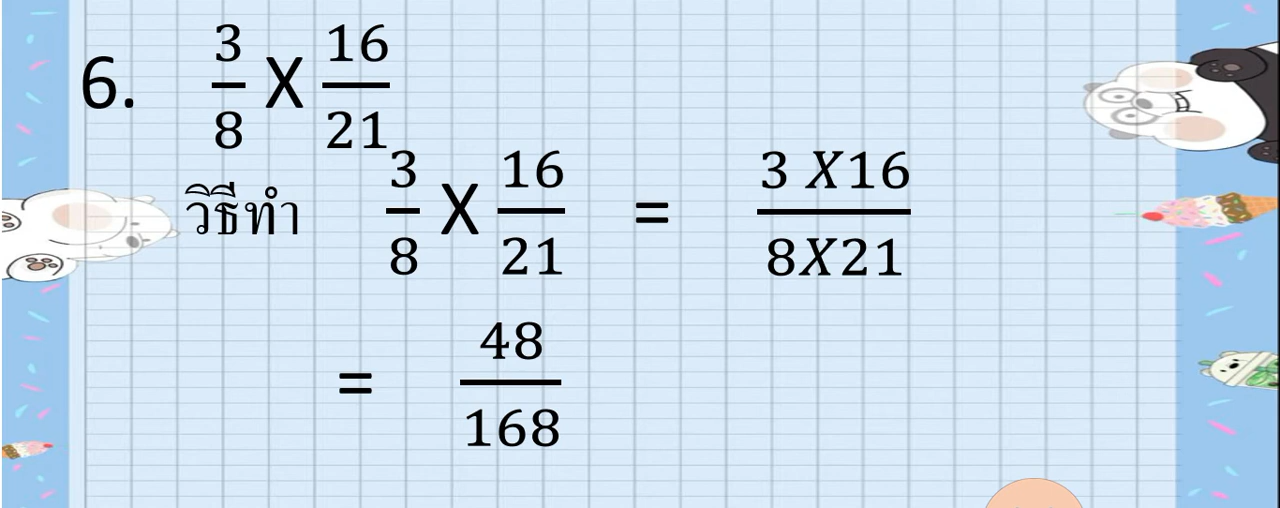 6. 3/8 X 16/21
วิธีทำ 3/8 X 16/21 = 3 X16/8X21
= 48/168